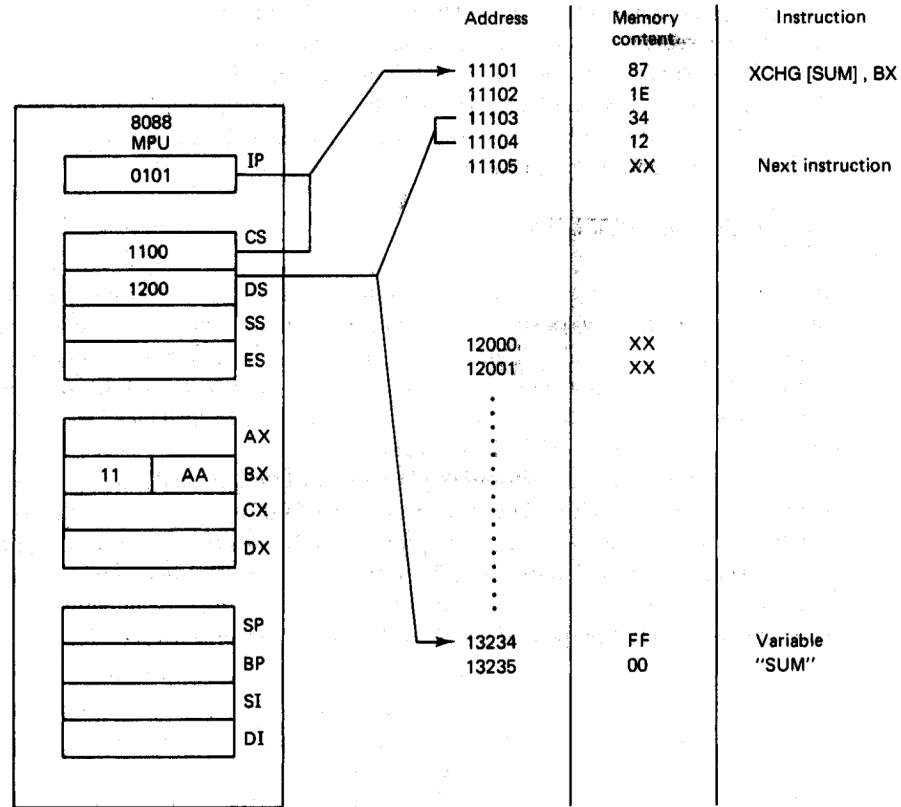 Address Memory content Instruction
11101 87 XCHG [SUM] , BX
11102 1E
11103 34
11104 12
11105 XX Next instruction
8088
MPU
0101 IP
CS
1100
1200 DS
SS
ES
12000 XX
12001 XX
AX
11 AA BX
CX
DX
SP
BP
SI
DI
13234 FF Variable
13235 00 "SUM"